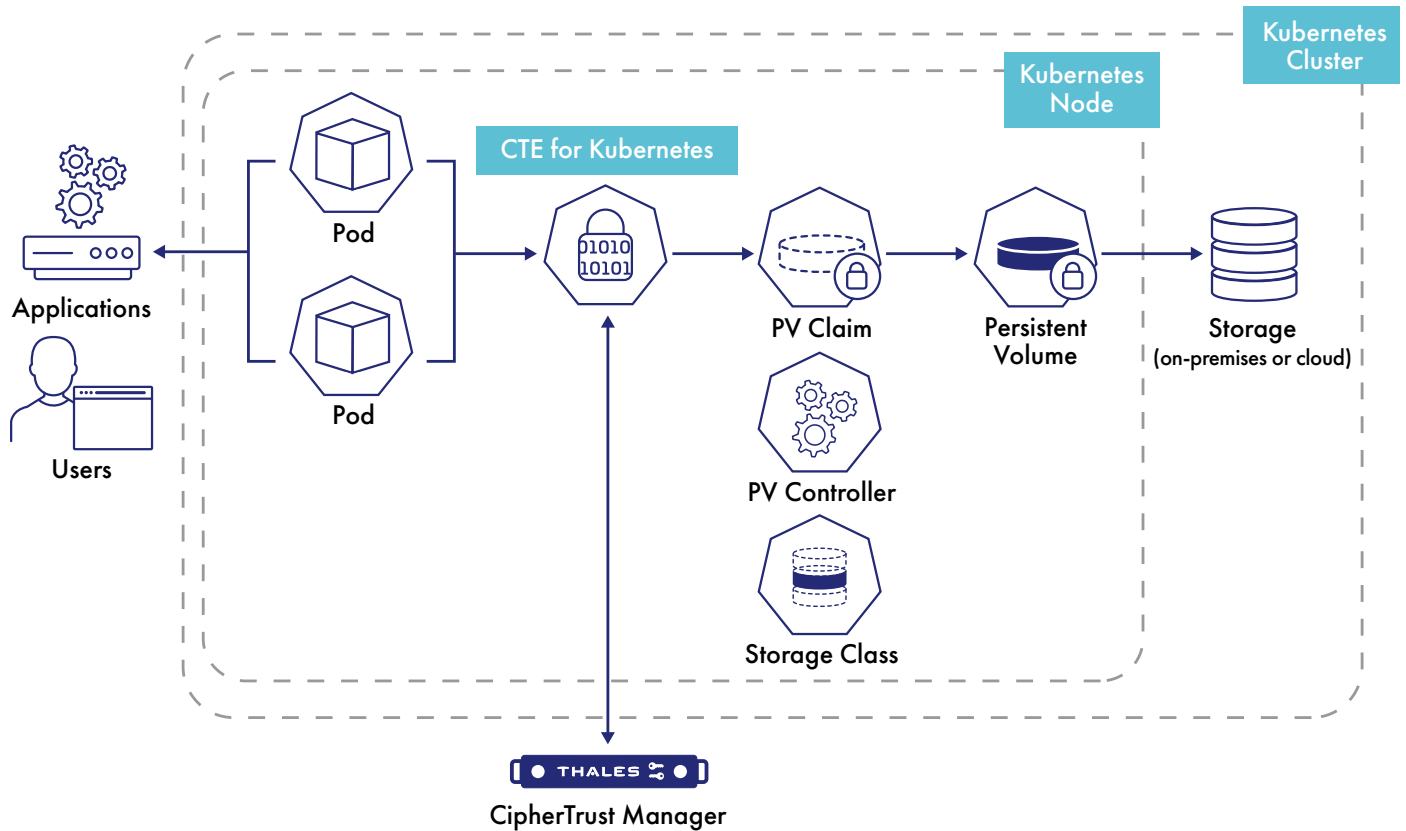 Kubernetes
Cluster
Kubernetes
Node
CTE for Kubernetes
Pod
01010
10101
Applications
PV Claim
Persistent
Volume
Storage
(on-premises or cloud)
Pod
Users
PV Controller
Storage Class
THALES
CipherTrust Manager